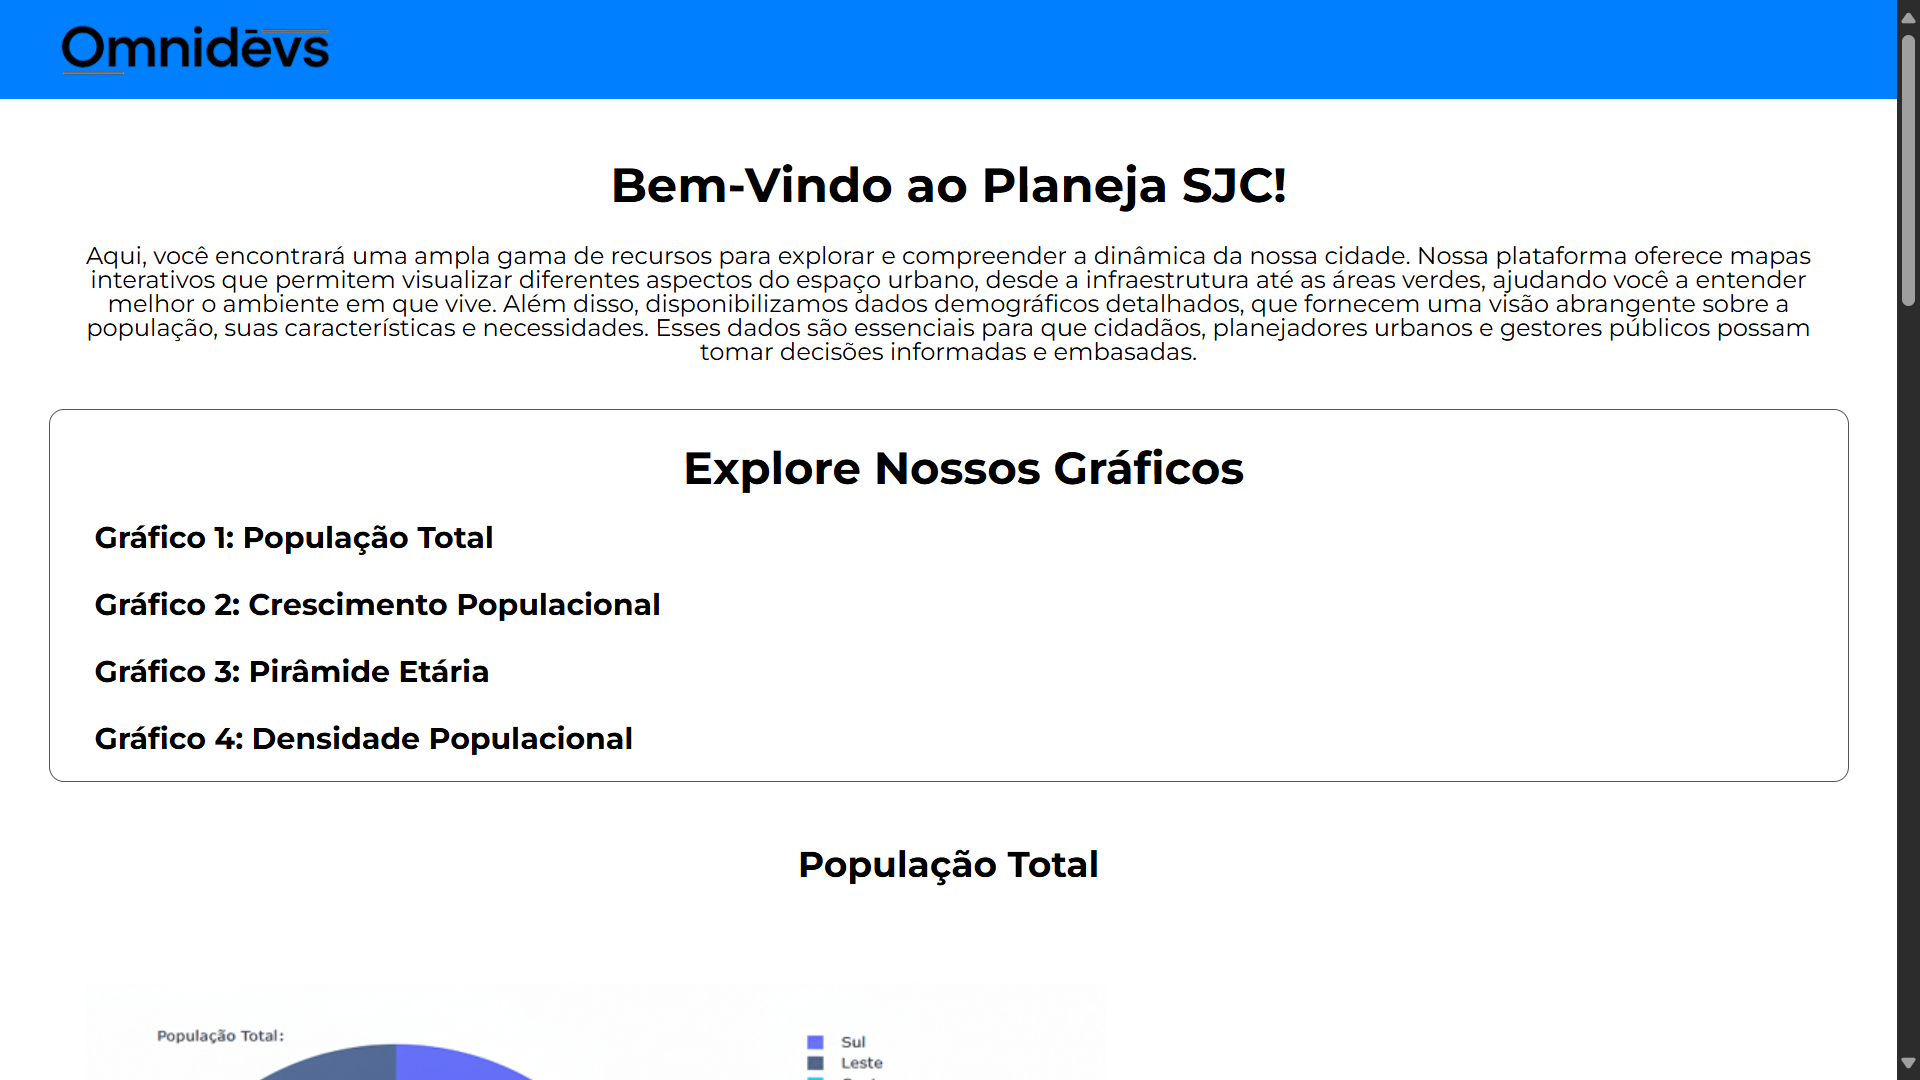 Omnidēvs
Bem-Vindo ao Planeja SJC!
Aqui, você encontrará uma ampla gama de recursos para explorar e compreender a dinâmica da nossa cidade. Nossa plataforma oferece mapas
interativos que permitem visualizar diferentes aspectos do espaço urbano, desde a infraestrutura até as áreas verdes, ajudando você a entender
melhor o ambiente em que vive. Além disso, disponibilizamos dados demográficos detalhados, que fornecem uma visão abrangente sobre a
população, suas características e necessidades. Esses dados são essenciais para que cidadãos, planejadores urbanos e gestores públicos possam
tomar decisões informadas e embasadas.
Explore Nossos Gráficos
Gráfico 1: População Total
Gráfico 2: Crescimento Populacional
Gráfico 3: Pirâmide Etária
Gráfico 4: Densidade Populacional
População Total
População Total:
Sul
Leste